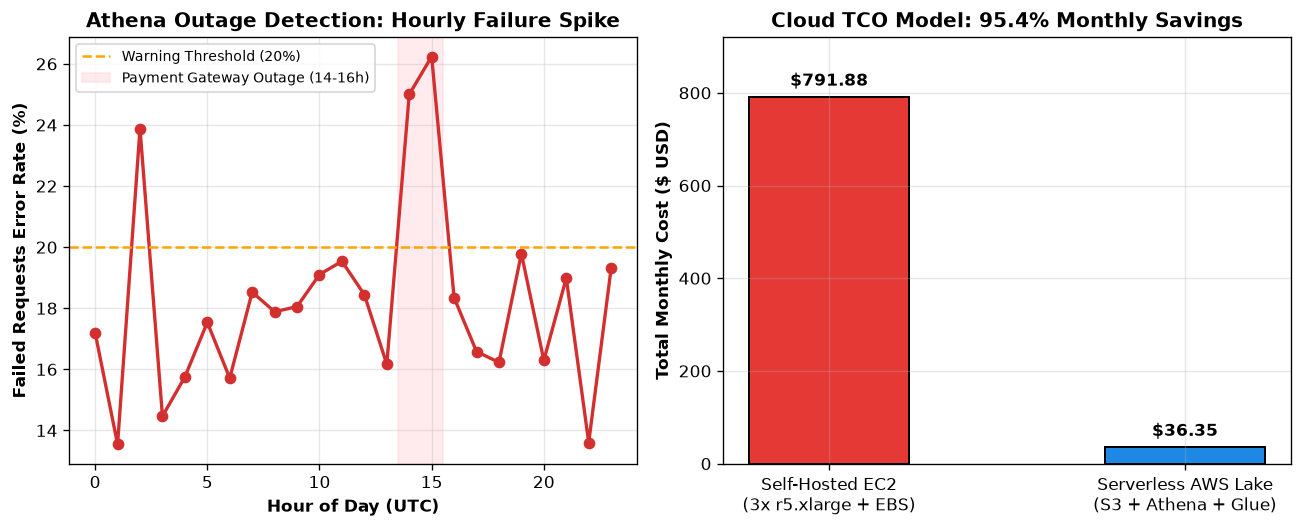 Athena Outage Detection: Hourly Failure Spike
Warning Threshold (20%)
Payment Gateway Outage (14-16h)
Failed Requests Error Rate (%)
26
24
22
20
18
16
14
0
5
10
15
20
Hour of Day (UTC)
Cloud TCO Model: 95.4% Monthly Savings
Total Monthly Cost ($ USD)
800
600
400
200
0
$791.88
$36.35
Self-Hosted EC2
(3x r5.xlarge + EBS)
Serverless AWS Lake
(S3 + Athena + Glue)